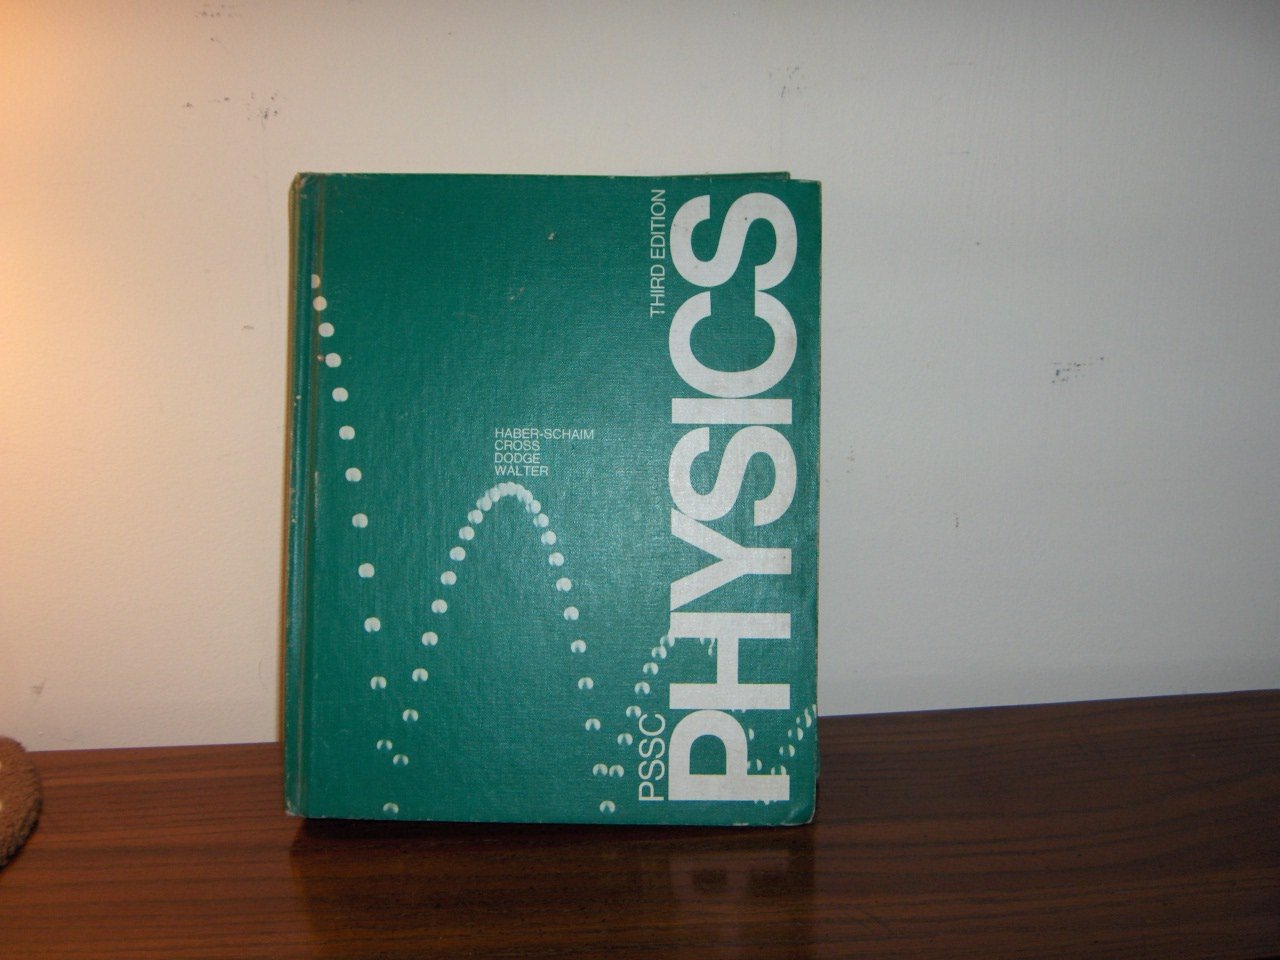 THIRD EDITION
PSSC
PHYSICS
HABER-SCHAIM
CROSS
DODGE
WALTER